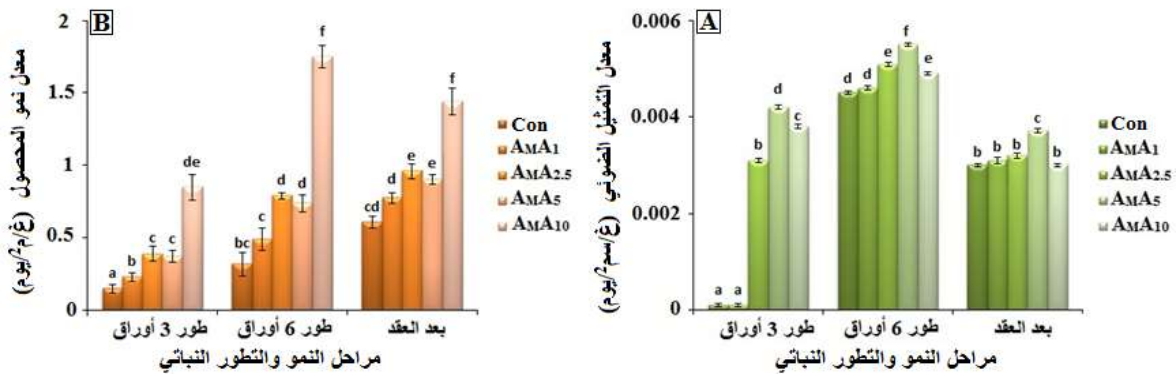 B
معدل نمو المحصول (غ/م2/يوم)
2
1.5
1
0.5
0
a
b
c
c
de
bc
c
d
d
f
cd
d
e
e
f
طور 3 أوراق
طور 6 أوراق
بعد العقد
مراحل النمو والتطور النباتي
Con
AMA1
AMA2.5
AMA5
AMA10
A
معدل التمثيل الضوئي (غ/سم2/يوم)
0.006
0.004
0.002
0
a
a
b
d
c
d
d
e
f
e
b
b
b
c
b
طور 3 أوراق
طور 6 أوراق
بعد العقد
مراحل النمو والتطور النباتي
Con
AMA1
AMA2.5
AMA5
AMA10